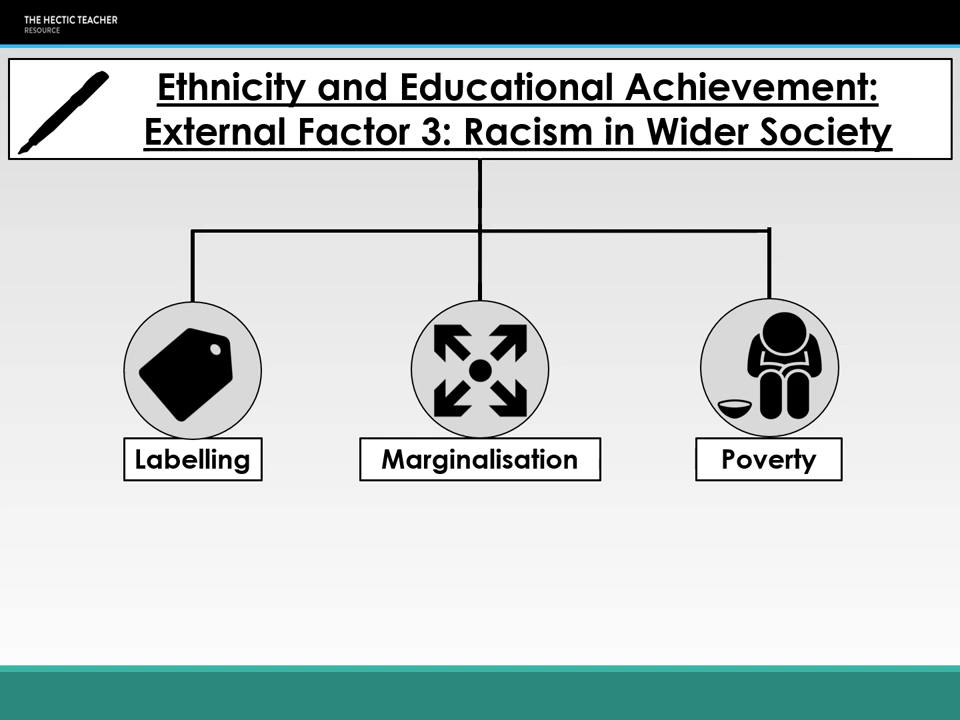 THE HECTIC TEACHER
RESOURCE
Ethnicity and Educational Achievement:
External Factor 3: Racism in Wider Society
Labelling
Marginalisation
Poverty